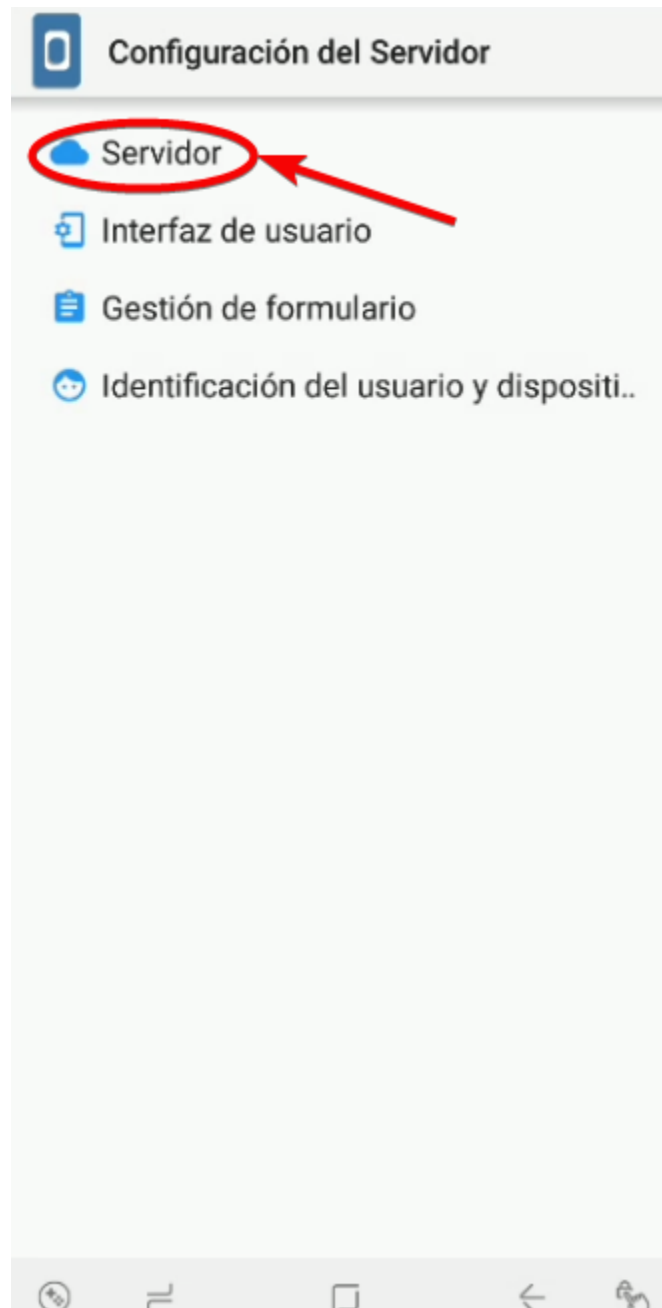 Configuración del Servidor
Servidor
Interfaz de usuario
Gestión de formulario
Identificación del usuario y dispositi..